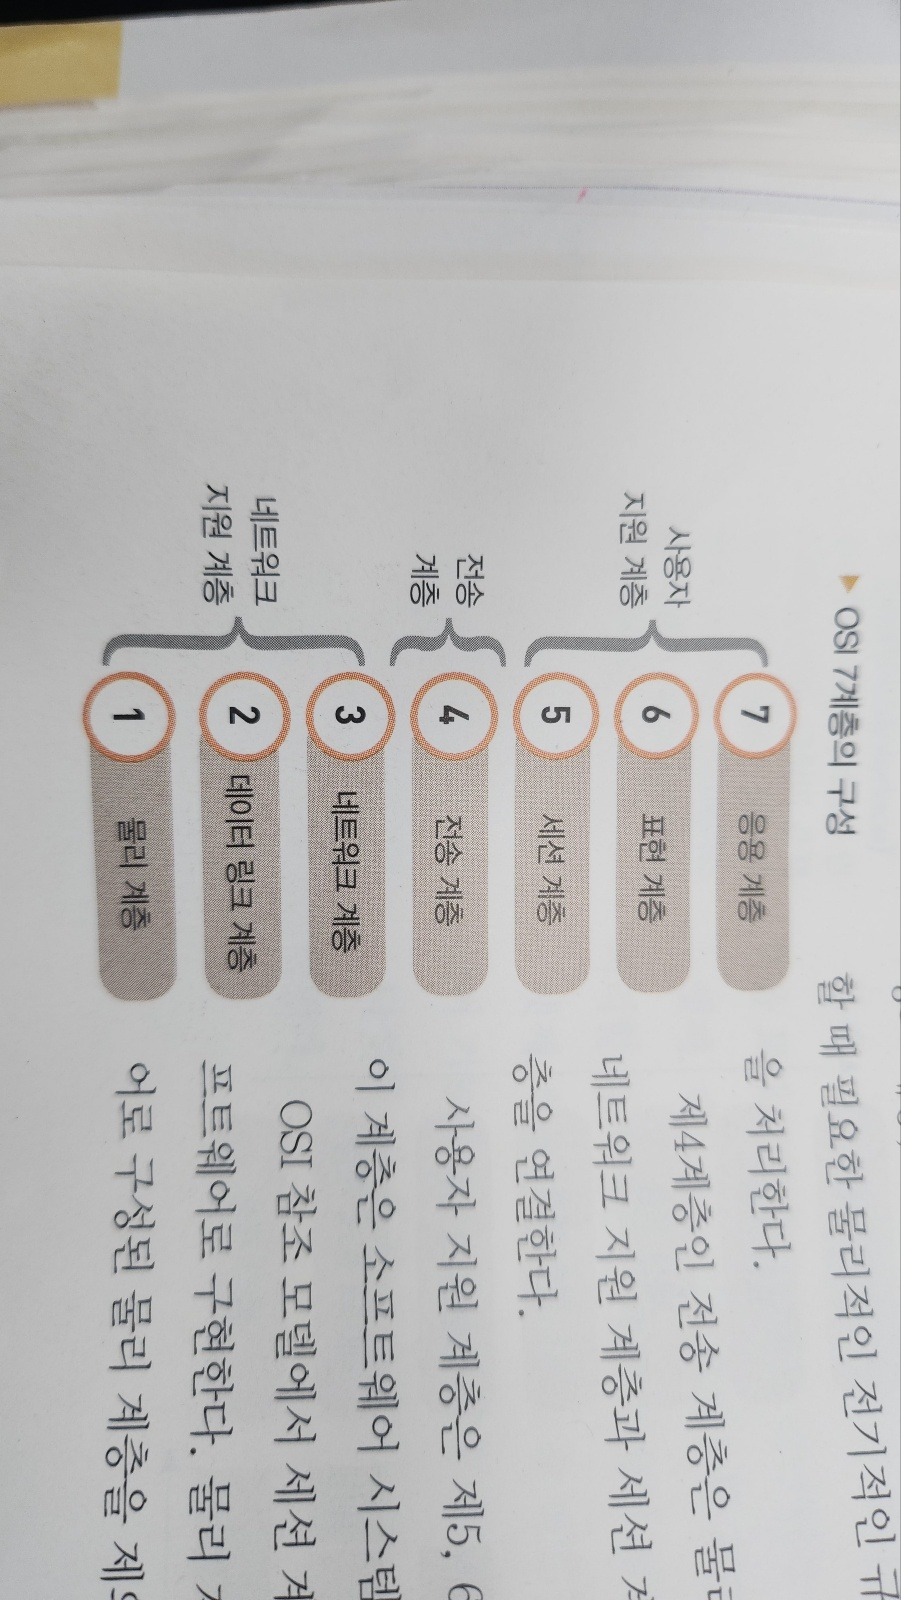 ▶ OSI 7계층의 구성
사용자
지원 계층
전송
계층
네트워크
지원 계층
7 응용 계층
6 표현 계층
5 세션 계층
4 전송 계층
3 네트워크 계층
2 데이터 링크 계층
1 물리 계층
할 때 필요한 물리적인 전기적인
을 처리한다.
제4계층인 전송 계층은
네트워크 지원 계층과 세션
층을 연결한다.
사용자 지원 계층은 제5, 6
이 계층은 소프트웨어 시스템
OSI 참조 모델에서 세션
프트웨어로 구현한다. 물리
어로 구성된 물리 계층을